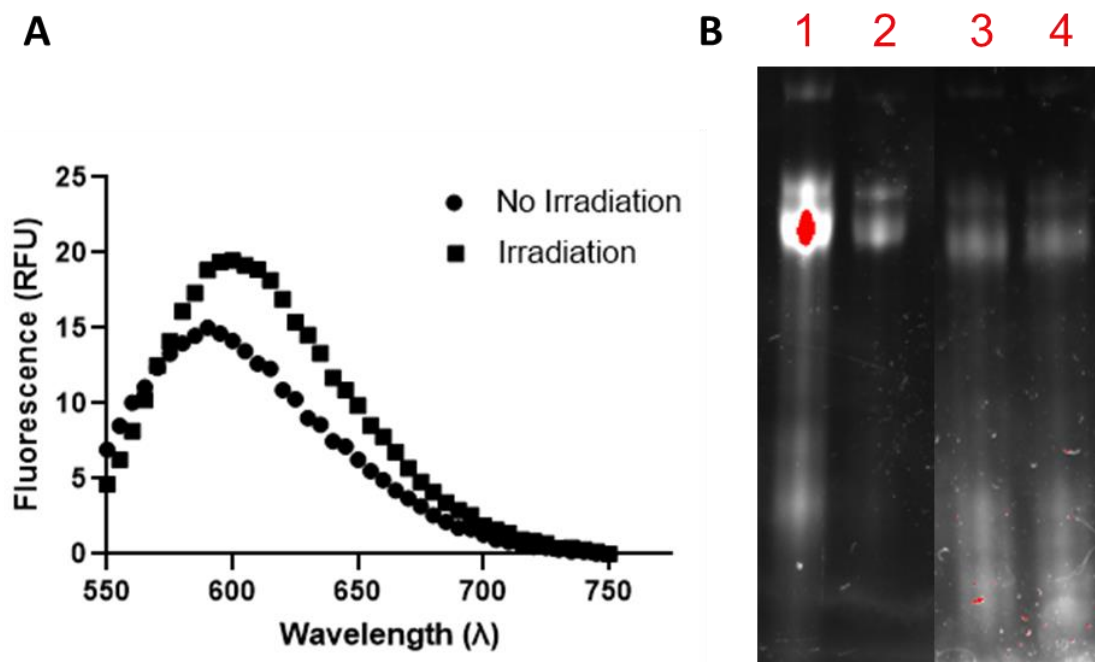 A
B
1 2 3 4
25
20
15
10
5
0
Fluorescence (RFU)
No Irradiation
Irradiation
550 600 650 700 750
Wavelength (λ)